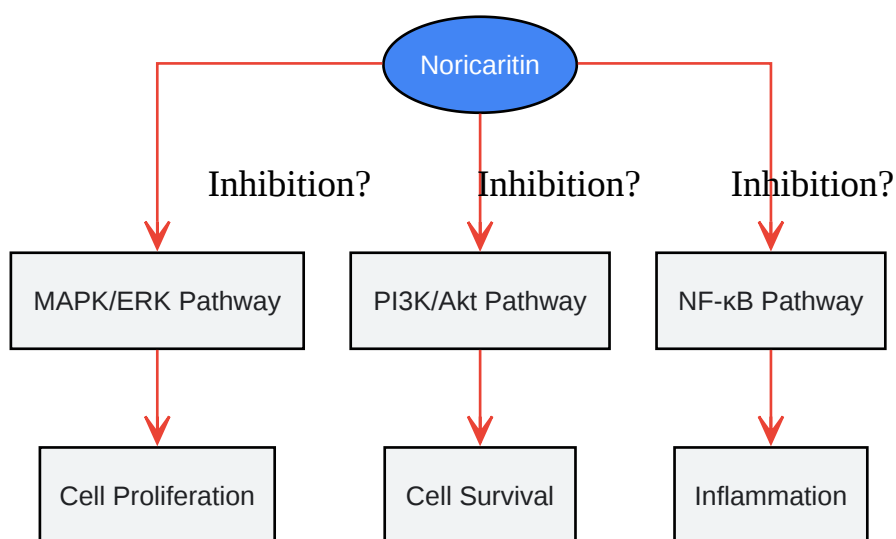 Noricaritin
Inhibition? Inhibition? Inhibition?
MAPK/ERK Pathway PI3K/Akt Pathway NF-κB Pathway
Cell Proliferation Cell Survival Inflammation